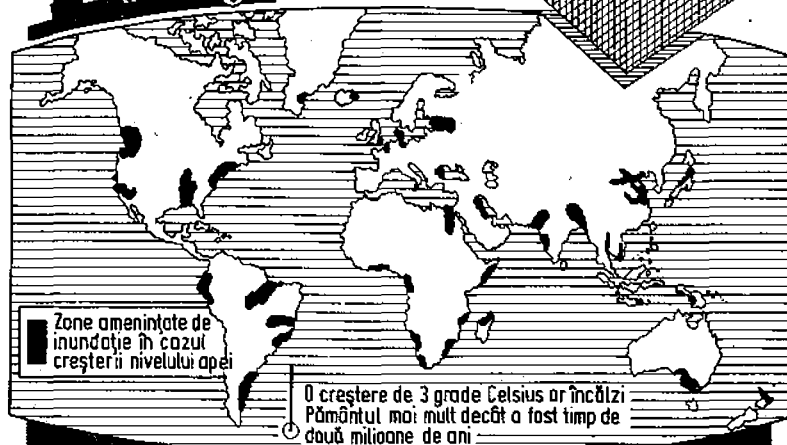 Zone amenințate de
inundație în cazul
creșterii nivelului apei
O creștere de 3 grade Celsius ar încălzi
Pământul mai mult decât a fost timp de
două milioane de ani